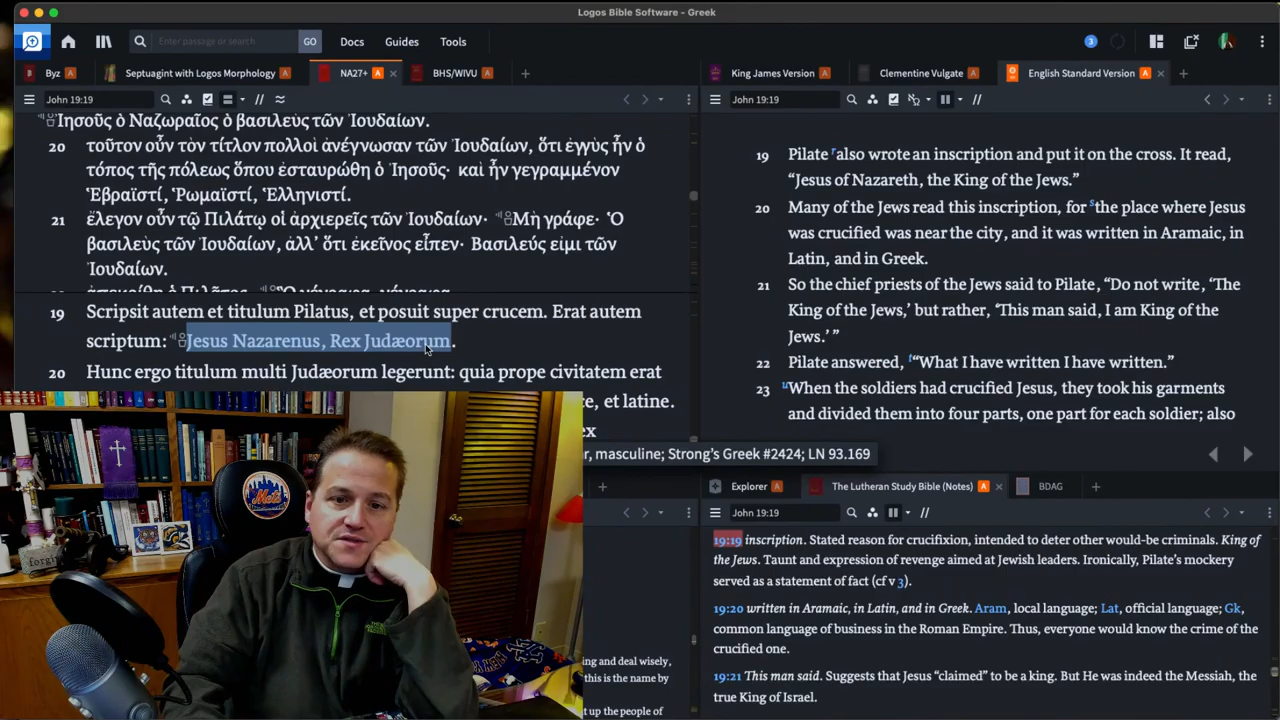 Logos Bible Software - Greek
Enter passage or search GO Docs Guides Tools 3
Byz A Septuagint with Logos Morphology A NA27+ A BHS/WIVU A
John 19:19
Ἰησοῦς ὁ Ναζωραῖος ὁ βασιλεὺς τῶν Ἰουδαίων.
20 τοῦτον οὖν τὸν τίτλον πολλοὶ ἀνέγνωσαν τῶν Ἰουδαίων, ὅτι ἐγγὺς ἦν ὁ
τόπος τῆς πόλεως ὅπου ἐσταυρώθη ὁ Ἰησοῦς· καὶ ἦν γεγραμμένον
Ἑβραϊστί, Ῥωμαϊστί, Ἑλληνιστί.
21 ἔλεγον οὖν τῷ Πιλάτῳ οἱ ἀρχιερεῖς τῶν Ἰουδαίων· Μὴ γράφε· Ὁ
βασιλεὺς τῶν Ἰουδαίων, ἀλλ’ ὅτι ἐκεῖνος εἶπεν· Βασιλεύς εἰμι τῶν
Ἰουδαίων.
19 Scripsit autem et titulum Pilatus, et posuit super crucem. Erat autem
scriptum: Jesus Nazarenus, Rex Judæorum.
20 Hunc ergo titulum multi Judæorum legerunt: quia prope civitatem erat
e, et latine.
ex
King James Version A Clementine Vulgate A English Standard Version A
John 19:19
19 Pilate r also wrote an inscription and put it on the cross. It read,
“Jesus of Nazareth, the King of the Jews.”
20 Many of the Jews read this inscription, for s the place where Jesus
was crucified was near the city, and it was written in Aramaic, in
Latin, and in Greek.
21 So the chief priests of the Jews said to Pilate, “Do not write, ‘The
King of the Jews,’ but rather, ‘This man said, I am King of the
Jews.’ ”
22 Pilate answered, t “What I have written I have written.”
23 u When the soldiers had crucified Jesus, they took his garments
and divided them into four parts, one part for each soldier; also
r, masculine; Strong’s Greek #2424; LN 93.169
Explorer A The Lutheran Study Bible (Notes) A BDAG
John 19:19
19:19 inscription. Stated reason for crucifixion, intended to deter other would-be criminals. King of
the Jews. Taunt and expression of revenge aimed at Jewish leaders. Ironically, Pilate’s mockery
served as a statement of fact (cf v 3).
19:20 written in Aramaic, in Latin, and in Greek. Aram, local language; Lat, official language; Gk,
common language of business in the Roman Empire. Thus, everyone would know the crime of the
crucified one.
19:21 This man said. Suggests that Jesus “claimed” to be a king. But He was indeed the Messiah, the
true King of Israel.
ing and deal wisely,
this is the name by
t up the people of
Mets
forgi